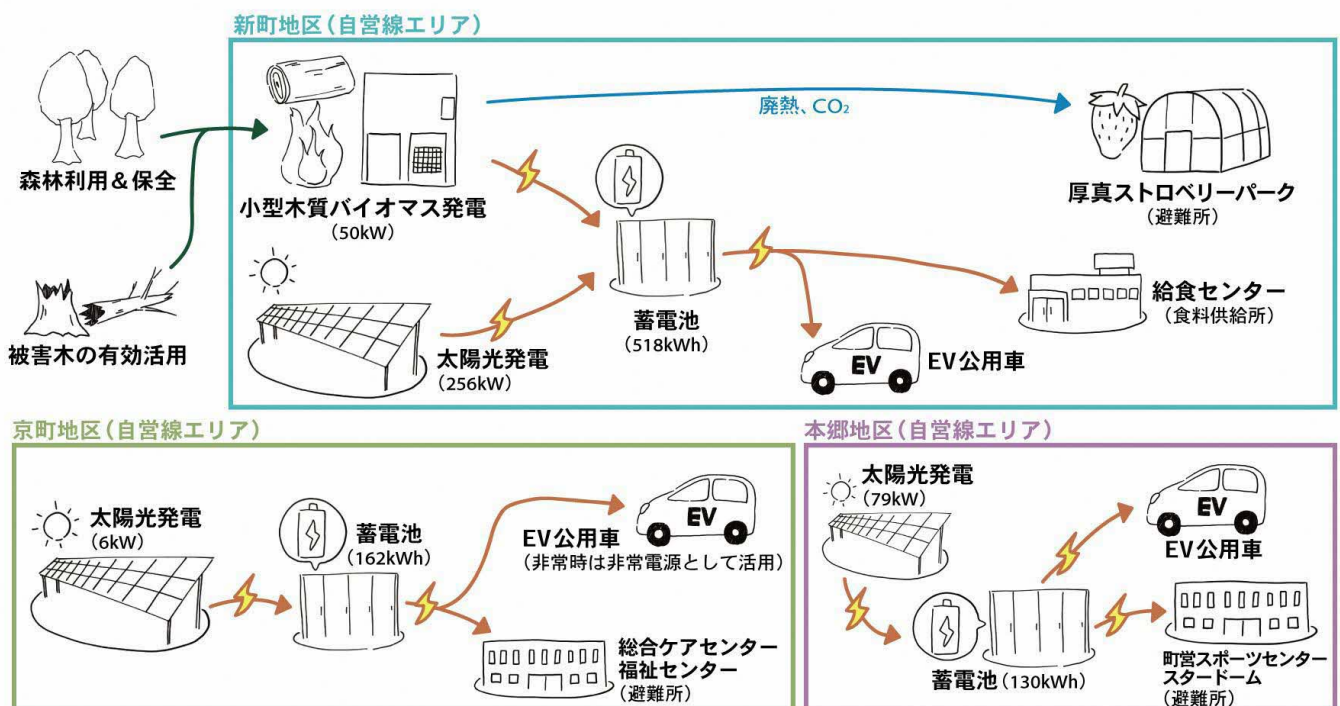 新町地区（自営線エリア）
森林利用＆保全
被害木の有効活用
小型木質バイオマス発電
（50kW）
太陽光発電
（256kW）
廃熱、CO₂
蓄電池
（518kWh）
厚真ストロベリーパーク
（避難所）
給食センター
（食料供給所）
EV
EV公用車
京町地区（自営線エリア）
太陽光発電
（6kW）
蓄電池
（162kWh）
EV
EV公用車
（非常時は非常電源として活用）
総合ケアセンター
福祉センター
（避難所）
本郷地区（自営線エリア）
太陽光発電
（79kW）
蓄電池（130kWh）
EV
EV公用車
町営スポーツセンター
スタードーム
（避難所）